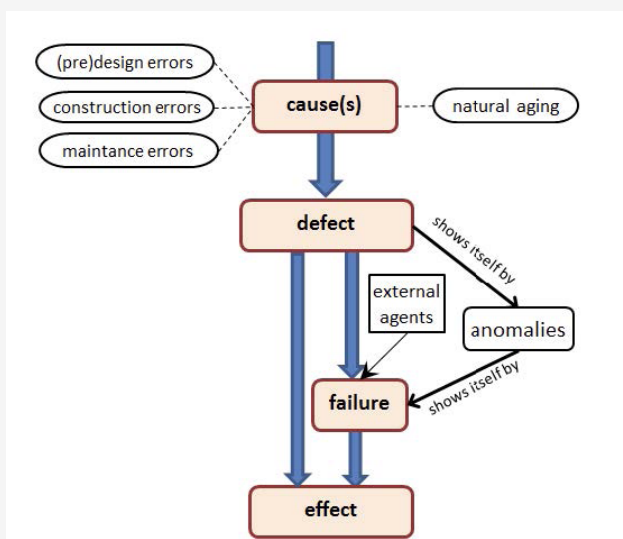 (pre)design errors
construction errors
maintance errors
cause(s)
natural aging
defect
shows itself by
external
agents
anomalies
failure
shows itself by
effect